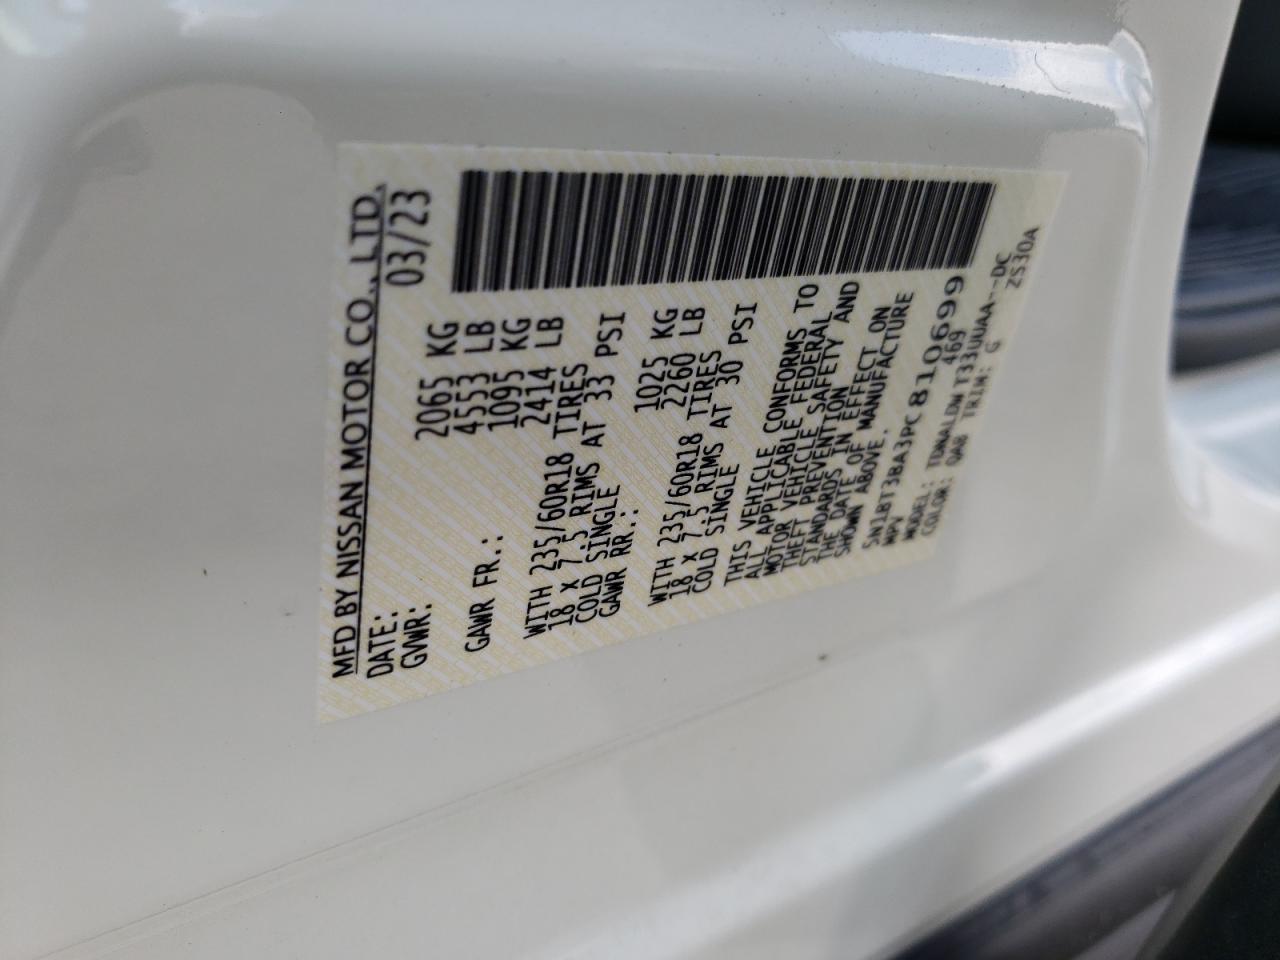 MFD BY NISSAN MOTOR CO., LTD.
DATE: 03/23
GVWR: 2065 KG
4553 LB
GAWR FR.: 1095 KG
2414 LB
WITH 235/60R18 TIRES
18 x 7.5 RIMS AT 33 PSI
COLD SINGLE
GAWR RR.: 1025 KG
2260 LB
WITH 235/60R18 TIRES
18 x 7.5 RIMS AT 30 PSI
COLD SINGLE
THIS VEHICLE CONFORMS TO
ALL APPLICABLE FEDERAL
MOTOR VEHICLE SAFETY AND
THEFT PREVENTION
STANDARDS IN EFFECT ON
THE DATE OF MANUFACTURE
SHOWN ABOVE.
5N1BT3BA3PC810699
MPV 469
MODEL: TDNALDW T33UUAA--DC
COLOR: QAB TRIM: G ZS30A